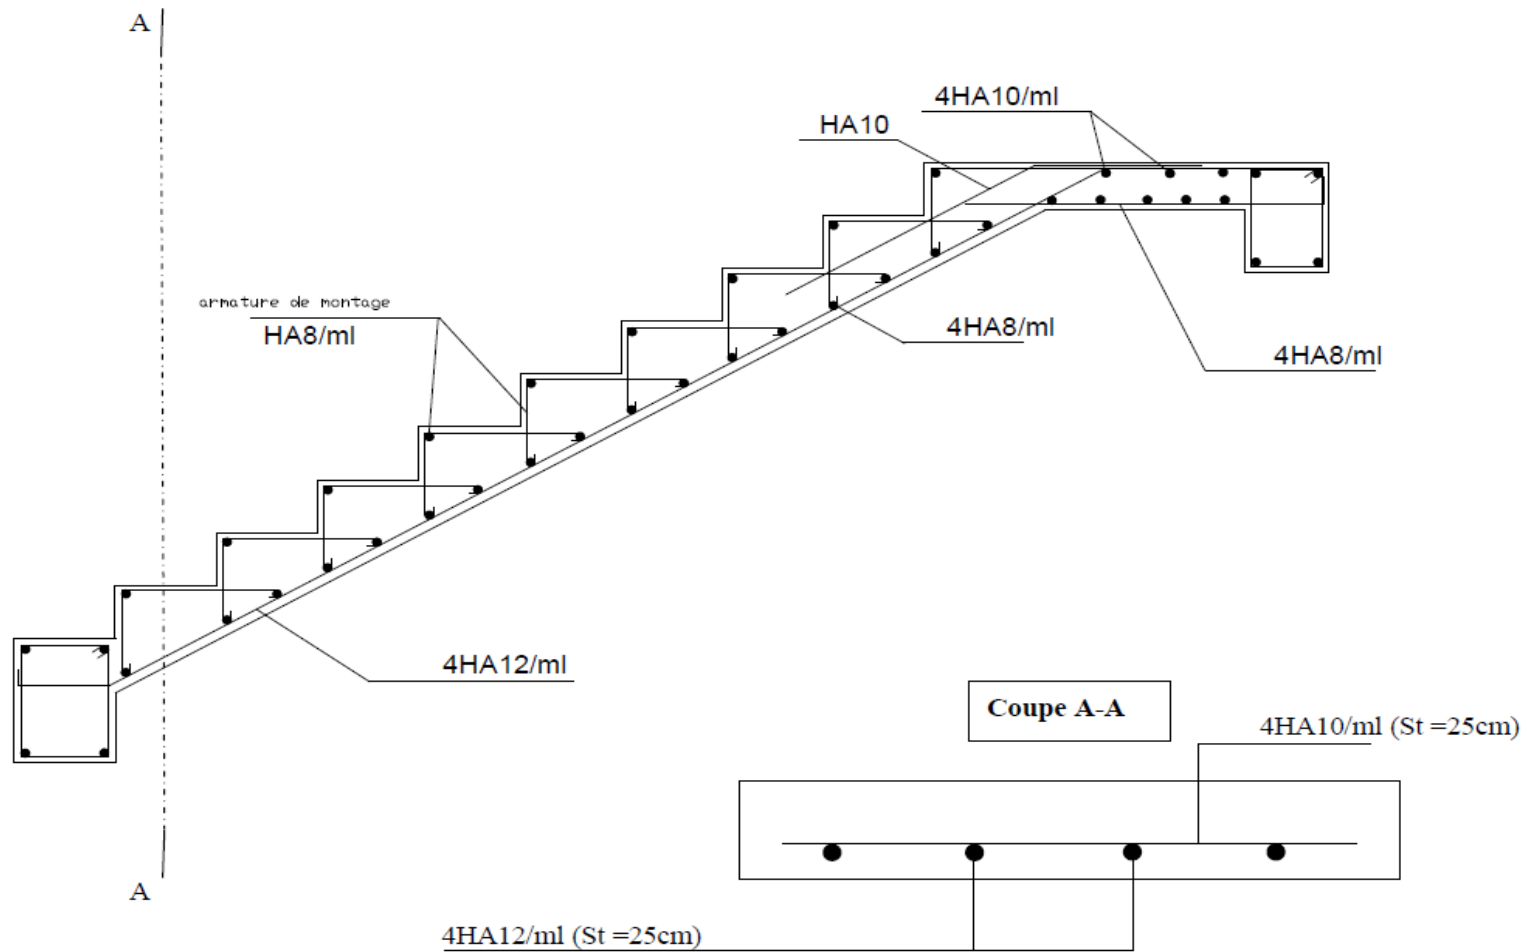 A
4HA10/ml
HA10
armature de montage
HA8/ml
4HA8/ml
4HA8/ml
4HA12/ml
Coupe A-A
4HA10/ml (St =25cm)
A
4HA12/ml (St =25cm)